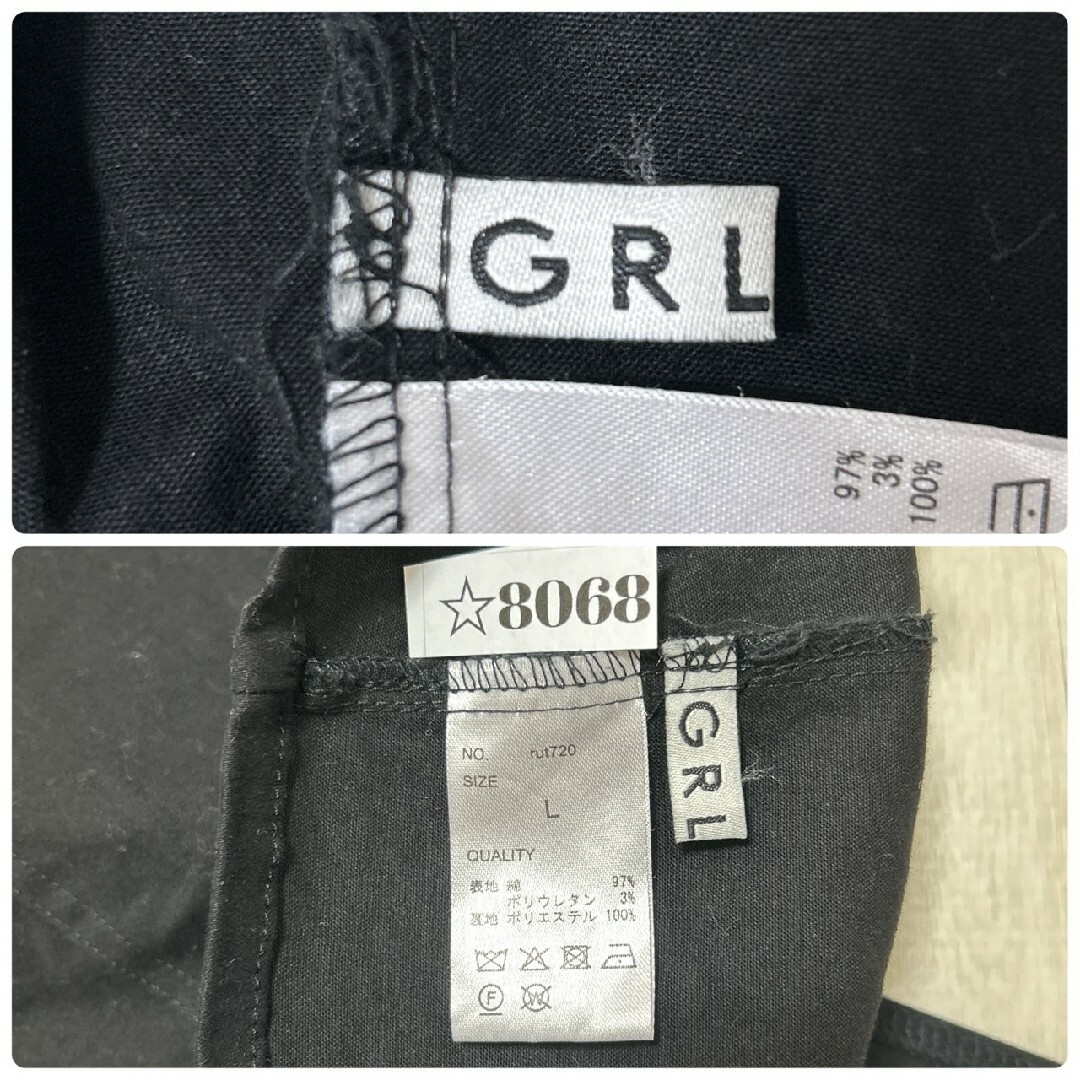 GRL
97%
3%
100%
☆8068
NO. rut720
SIZE
L
QUALITY
表地 綿 97%
ポリウレタン 3%
裏地 ポリエステル 100%
F W
GRL